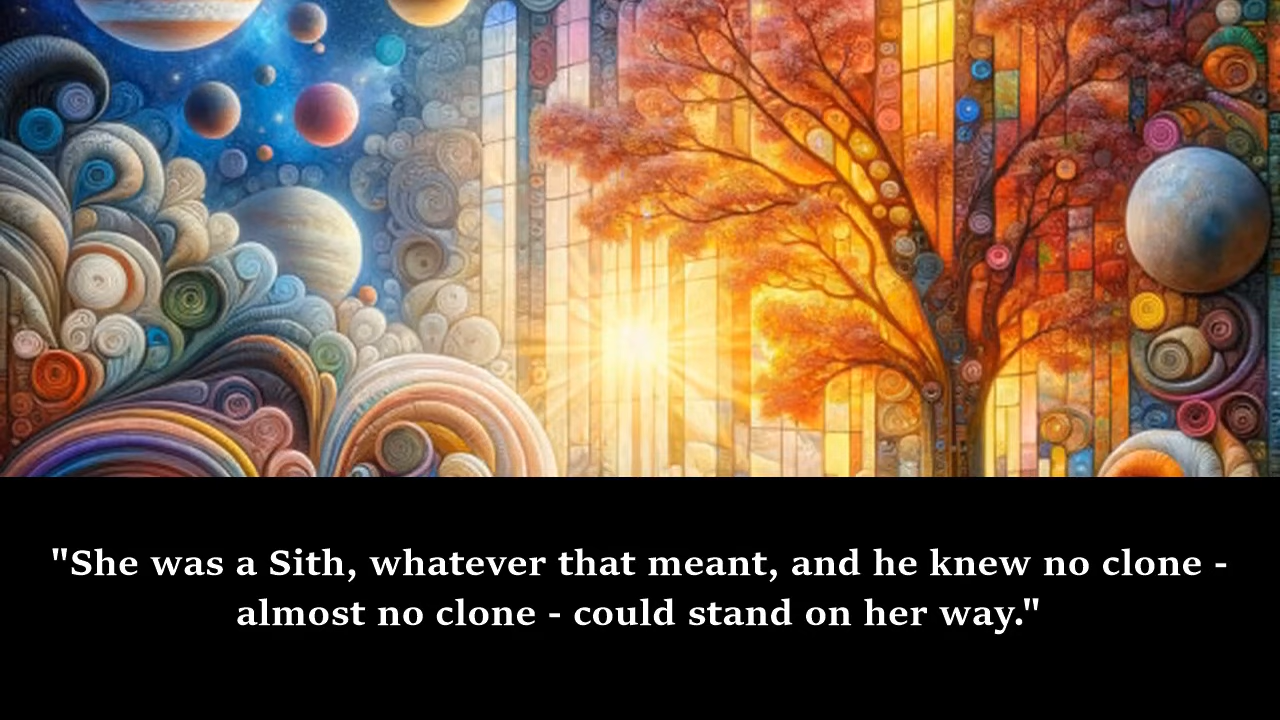 "She was a Sith, whatever that meant, and he knew no clone -
almost no clone - could stand on her way."